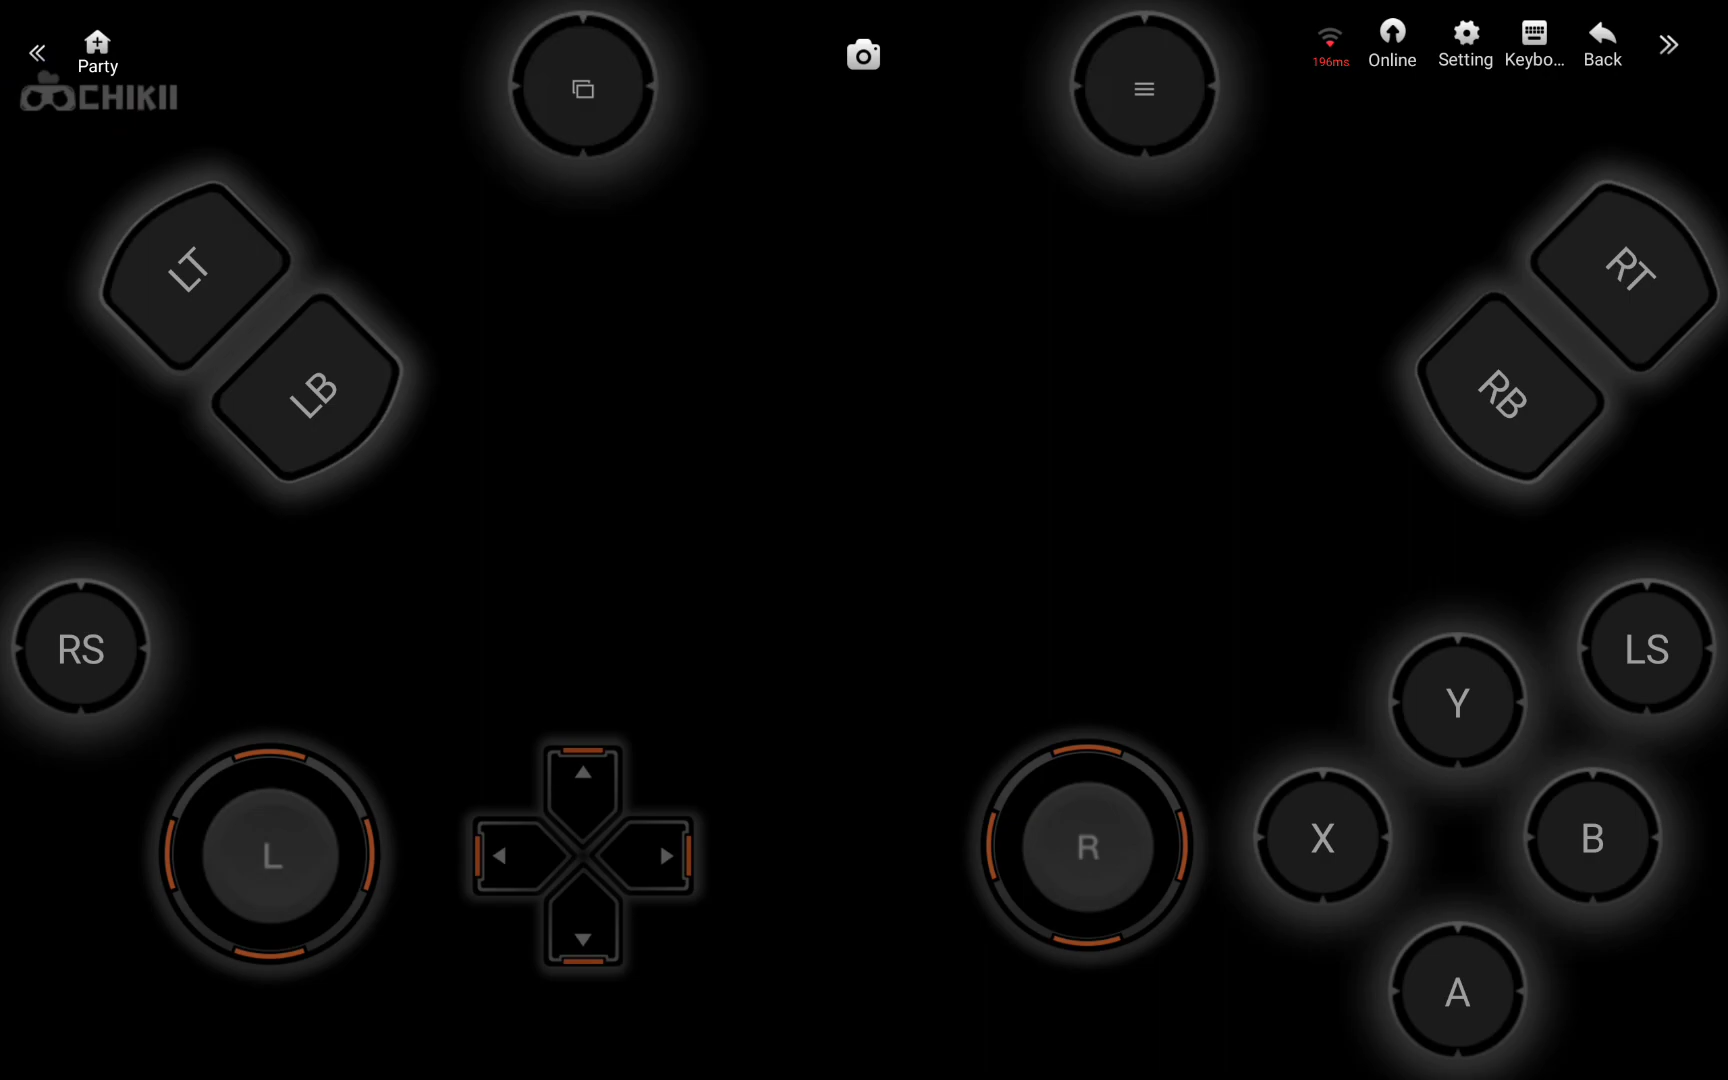 Party
CHIKII
196ms
Online
Setting
Keybo...
Back
LT
LB
RT
RB
RS
LS
Y
X
B
A
L
R